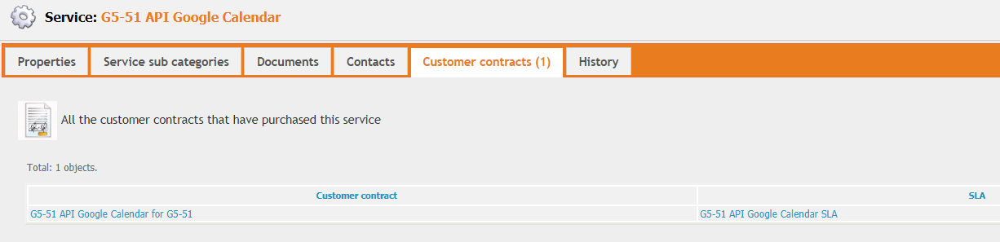 Service: G5-51 API Google Calendar
Properties Service sub categories Documents Contacts Customer contracts (1) History
All the customer contracts that have purchased this service
Total: 1 objects.
Customer contract SLA
G5-51 API Google Calendar for G5-51 G5-51 API Google Calendar SLA